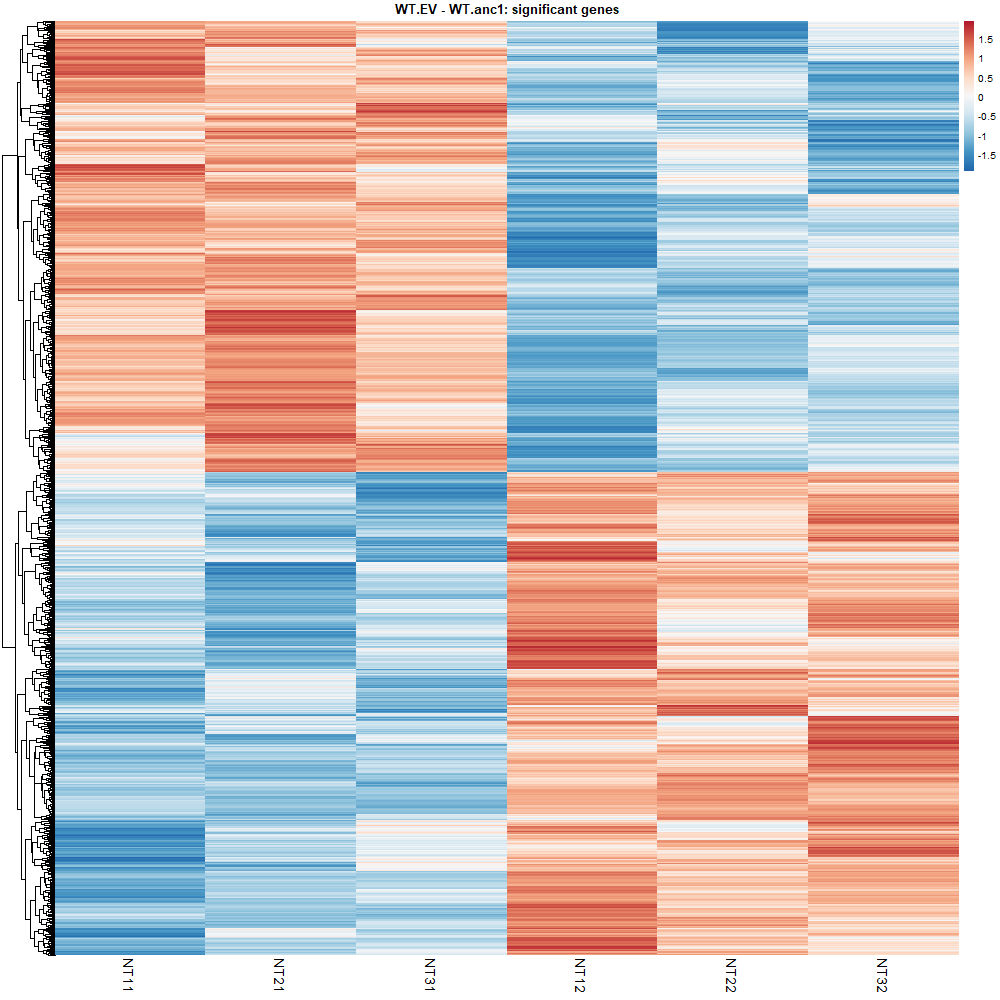 WT.EV - WT.anc1: significant genes
1.5
1
0.5
0
-0.5
-1
-1.5
NT11
NT21
NT31
NT12
NT22
NT32